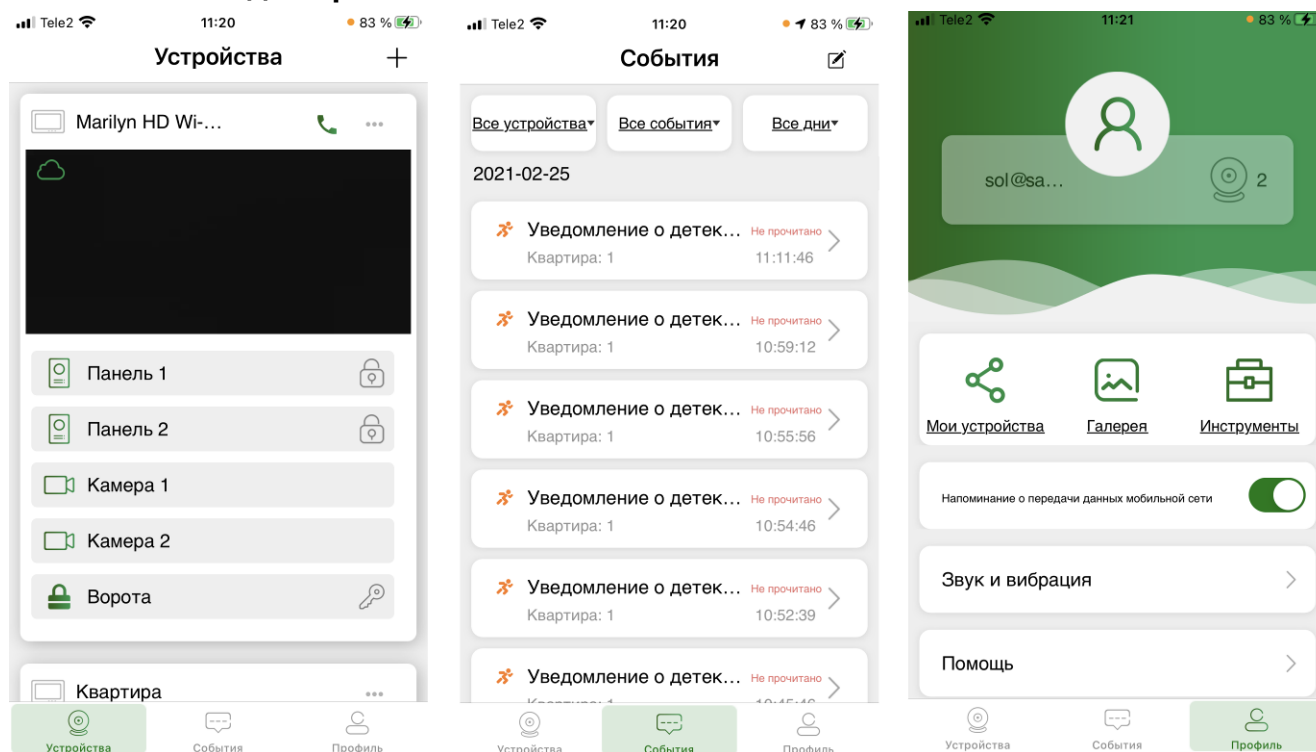 Tele2 11:20 83 %
Устройства
Marilyn HD Wi-...
Панель 1
Панель 2
Камера 1
Камера 2
Ворота
Квартира
Устройства События Профиль
Tele2 11:20 83 %
События
Все устройства Все события Все дни
2021-02-25
Уведомление о детек... Не прочитано
Квартира: 1 11:11:46
Уведомление о детек... Не прочитано
Квартира: 1 10:59:12
Уведомление о детек... Не прочитано
Квартира: 1 10:55:56
Уведомление о детек... Не прочитано
Квартира: 1 10:54:46
Уведомление о детек... Не прочитано
Квартира: 1 10:52:39
Уведомление о детек... Не прочитано
Устройства События Профиль
Tele2 11:21 83 %
sol@sa... 2
Мои устройства Галерея Инструменты
Напоминание о передачи данных мобильной сети
Звук и вибрация
Помощь
Устройства События Профиль